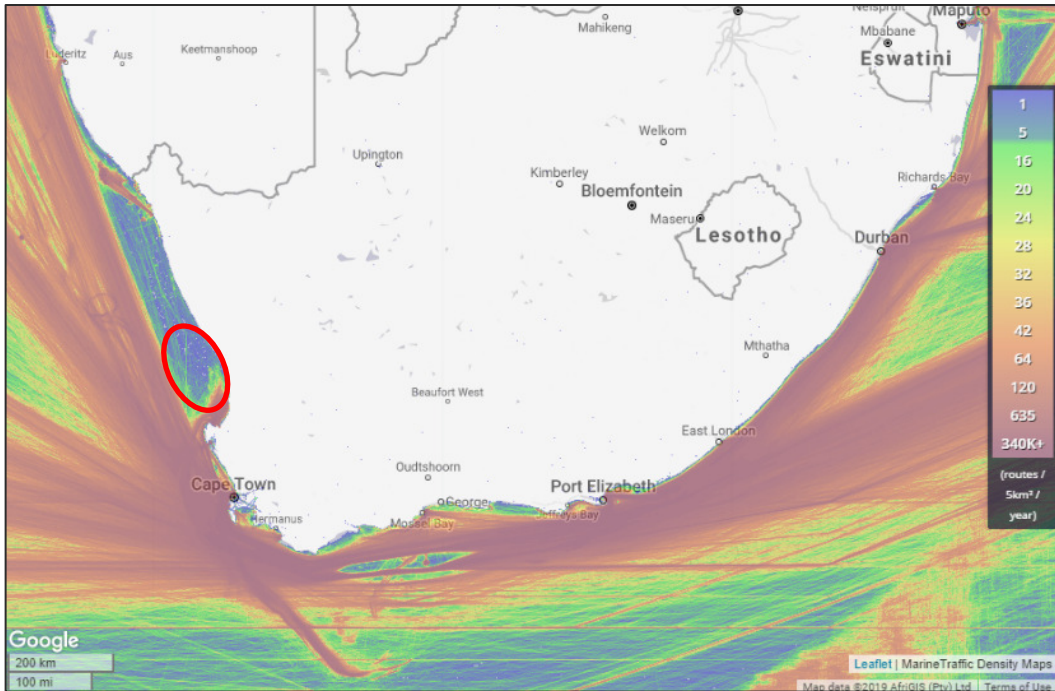 Mahikeng
Nelspruit
Maputo
Mbabane
Eswatini
Luderitz
Aus
Keetmanshoop
1
5
16
20
24
28
32
36
42
64
120
635
340K+
(routes /
5km² /
year)
Welkom
Upington
Kimberley
Bloemfontein
Maseru
Lesotho
Richards Bay
Durban
Mthatha
Beaufort West
East London
Oudtshoorn
Cape Town
George
Port Elizabeth
Hermanus
Mossel Bay
Jeffreys Bay
Google
200 km
100 mi
Leaflet | MarineTraffic Density Maps
Map data ©2019 AfriGIS (Pty) Ltd
Terms of Use